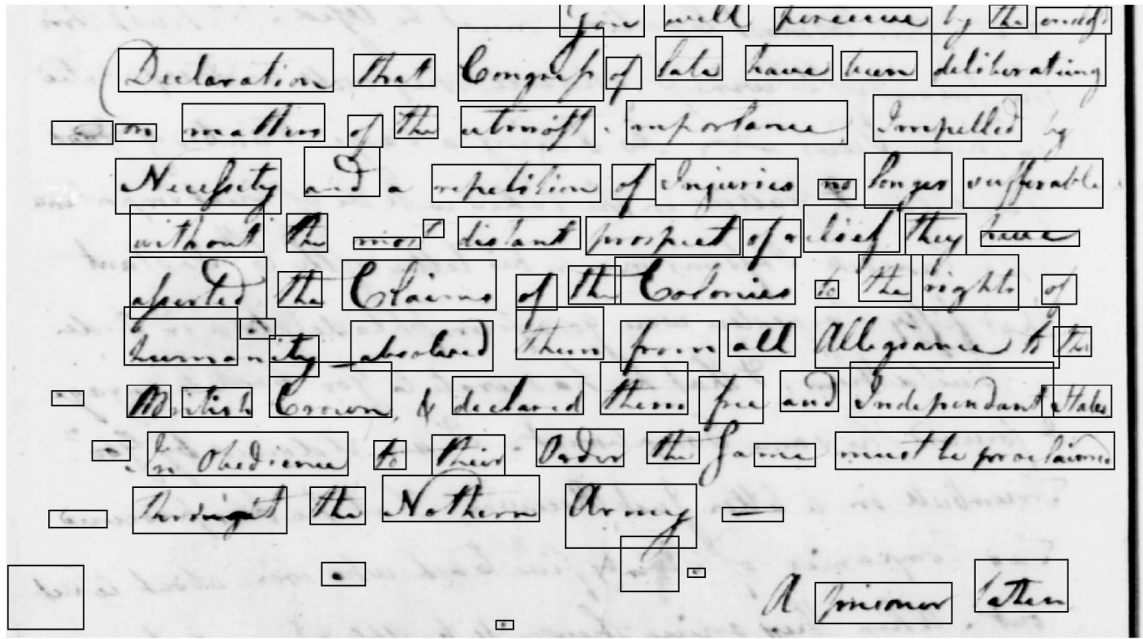 You will perceive by the enclosd
Declaration that Congress of late have been deliberating
on matters of the utmost Importance Impelled by
Necessity and a repetition of Injuries no longer sufferable
without the most distant prospect of relief they have
asserted the Claims of the Colonies to the rights of
humanity absolved them from all Allegiance to the
British Crown, & declared them free and Independant States
In Obedience to their Order the Same must be proclaimed
throughout the Nothern Army —
A prisoner taken